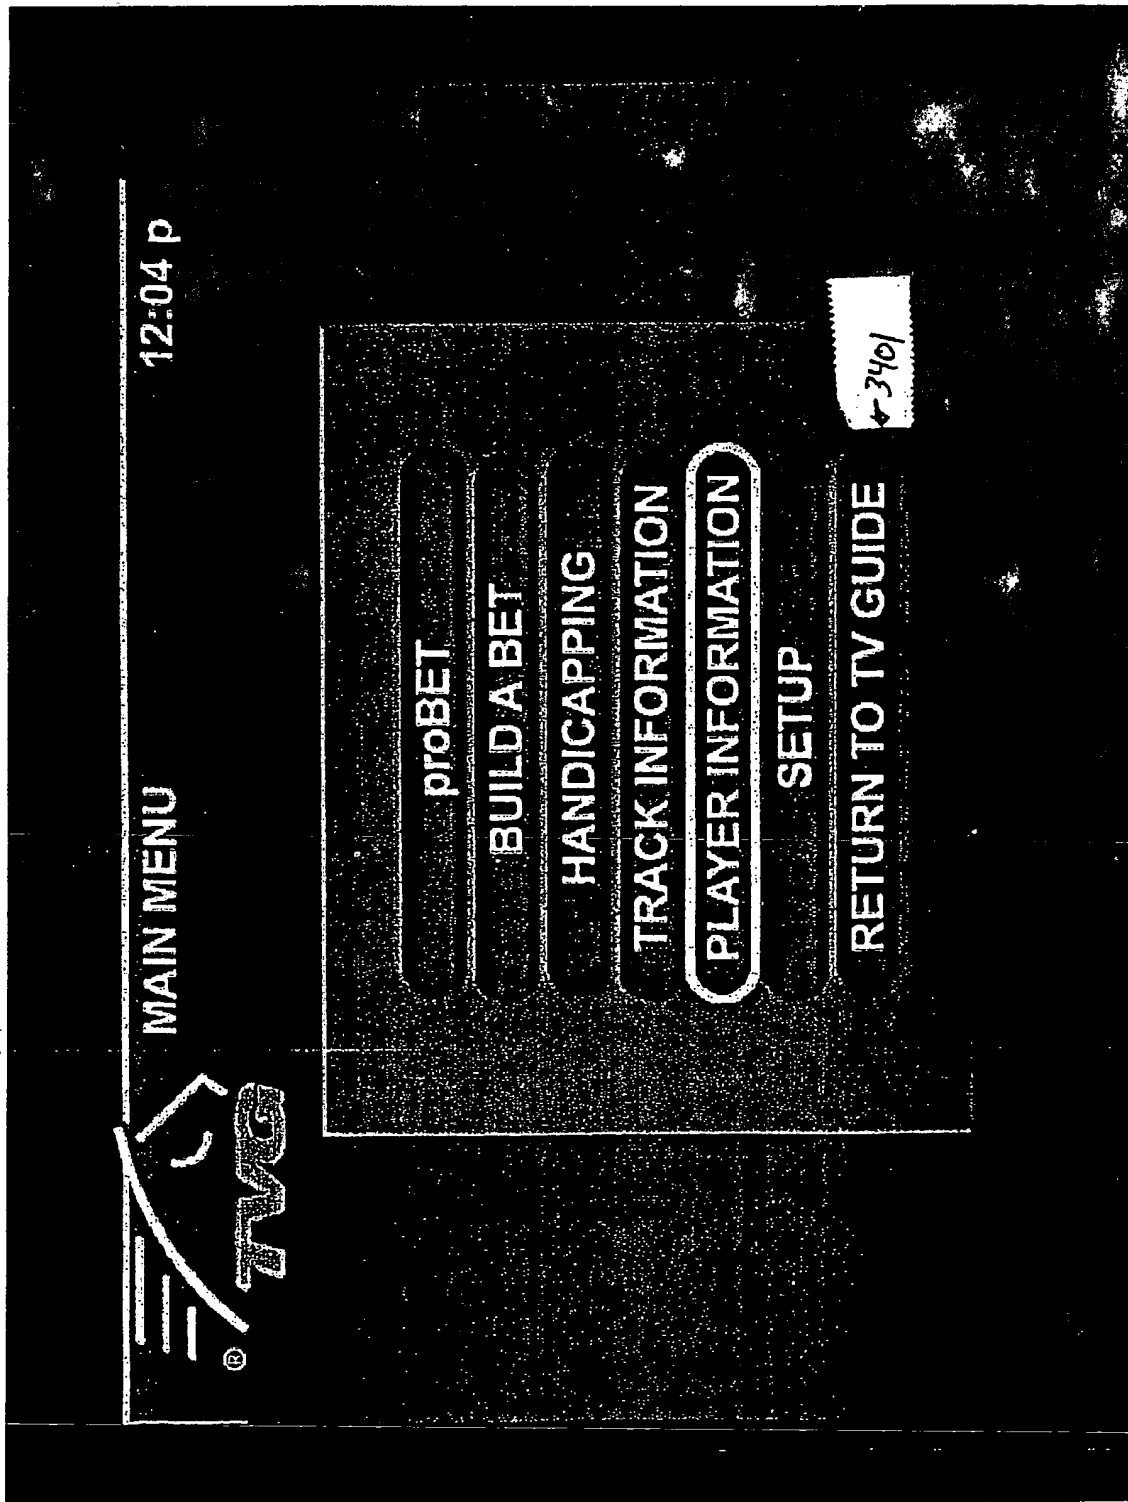 MAIN MENU 12:04 p
TVG
®
proBET
BUILD A BET
HANDICAPPING
TRACK INFORMATION
PLAYER INFORMATION
SETUP
RETURN TO TV GUIDE
←3401